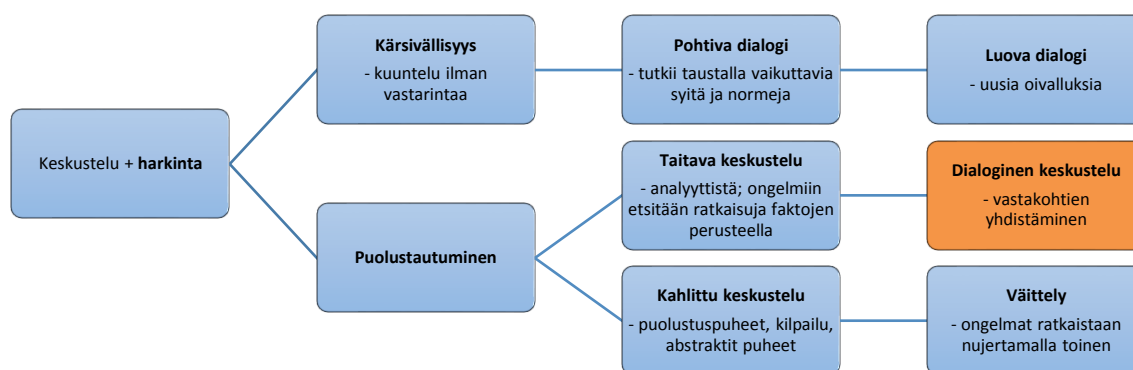 Kärsivällisyys
- kuuntelu ilman
vastarintaa
Pohtiva dialogi
- tutkii taustalla vaikuttavia
syitä ja normeja
Luova dialogi
- uusia oivalluksia
Keskustelu + harkinta
Taitava keskustelu
- analyyttistä; ongelmiin
etsitään ratkaisuja faktojen
perusteella
Dialoginen keskustelu
- vastakohtien
yhdistäminen
Puolustautuminen
Kahlittu keskustelu
- puolustuspuheet, kilpailu,
abstraktit puheet
Väittely
- ongelmat ratkaistaan
nujertamalla toinen